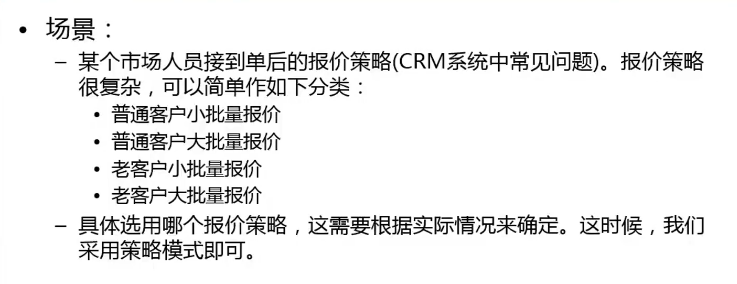 • 场景：
– 某个市场人员接到单后的报价策略(CRM系统中常见问题)。报价策略
很复杂，可以简单作如下分类：
• 普通客户小批量报价
• 普通客户大批量报价
• 老客户小批量报价
• 老客户大批量报价
– 具体选用哪个报价策略，这需要根据实际情况来确定。这时候，我们
采用策略模式即可。